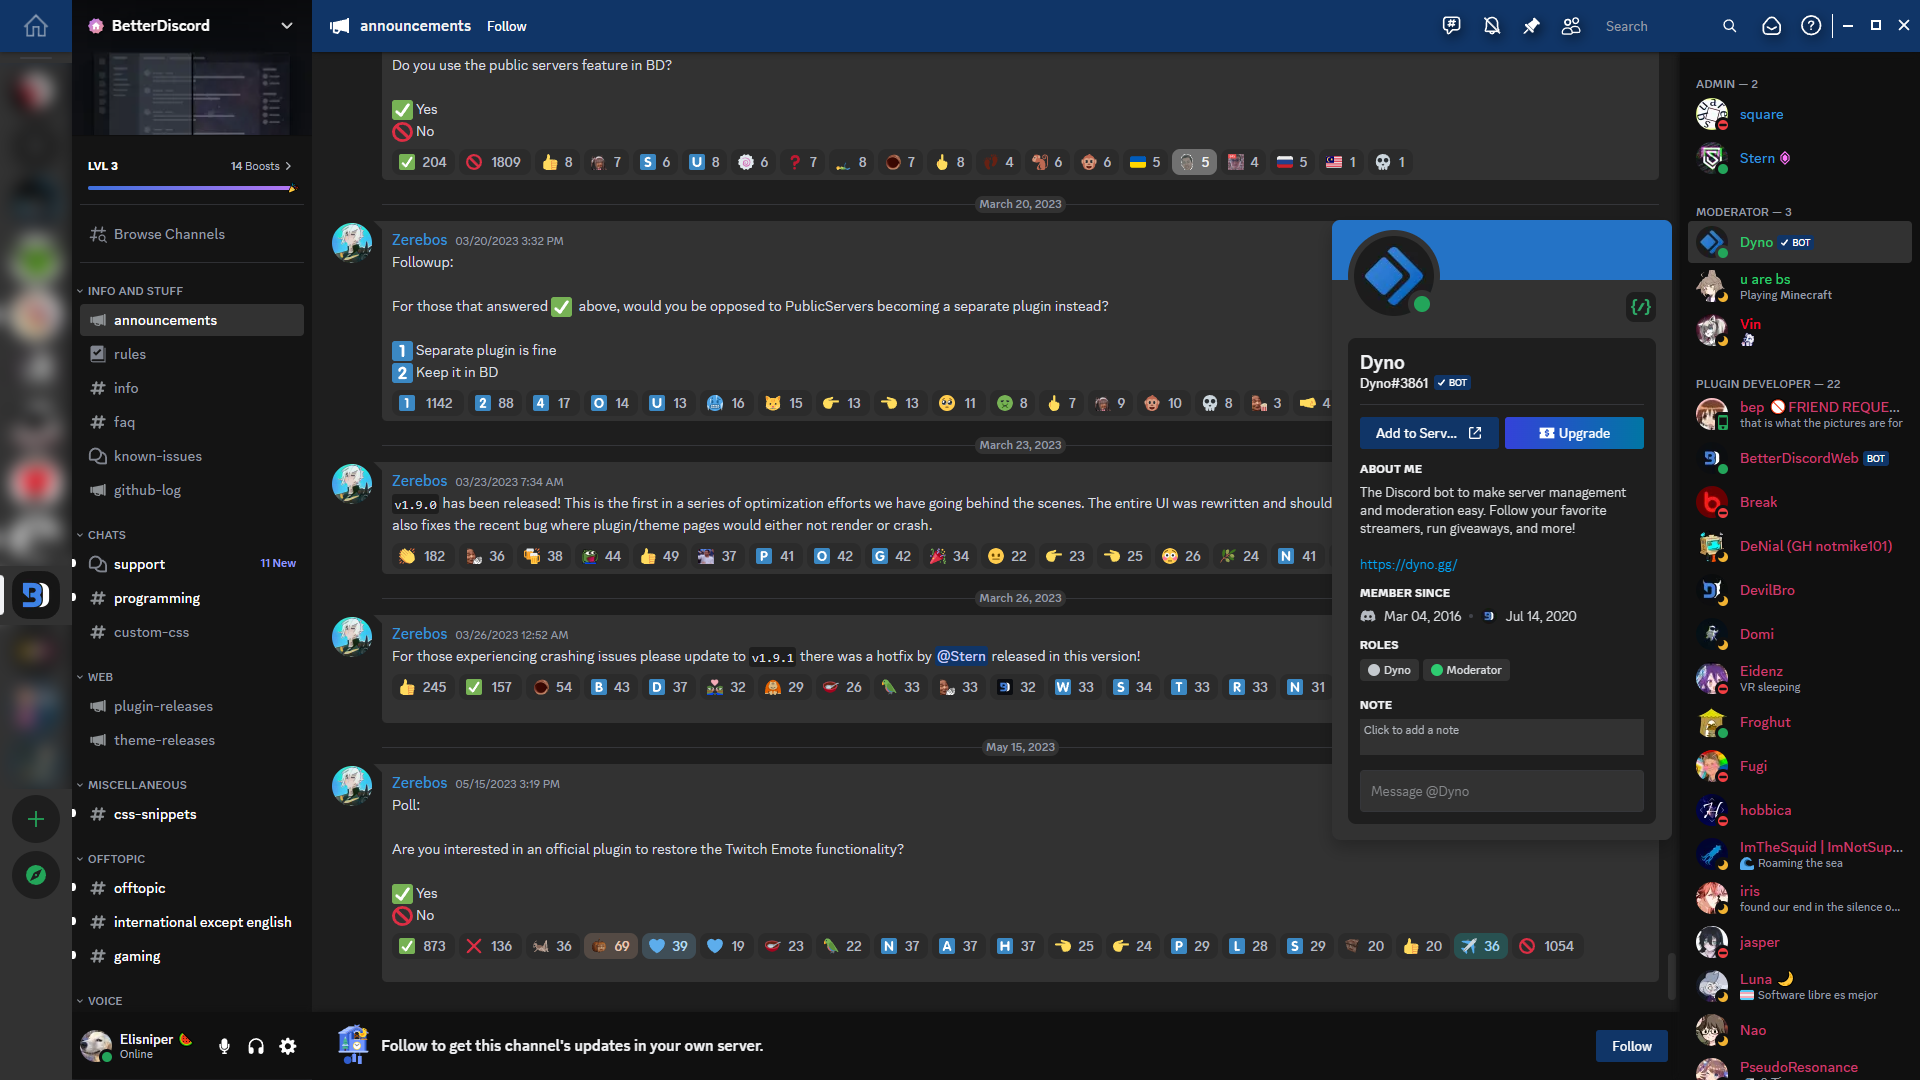 BetterDiscord
LVL 3
14 Boosts
Browse Channels
INFO AND STUFF
announcements
rules
info
faq
known-issues
github-log
CHATS
support
11 New
programming
custom-css
WEB
plugin-releases
theme-releases
MISCELLANEOUS
css-snippets
OFFTOPIC
offtopic
international except english
gaming
VOICE
Elisniper
Online
announcements Follow
Search
Do you use the public servers feature in BD?
Yes
No
204 1809 8 7 S 6 U 8 6 7 8 7 8 4 6 6 5 5 4 5 1 1
March 20, 2023
Zerebos 03/20/2023 3:32 PM
Followup:
For those that answered above, would you be opposed to PublicServers becoming a separate plugin instead?
1 Separate plugin is fine
2 Keep it in BD
1 1142 2 88 4 17 O 14 U 13 16 15 13 13 11 8 7 9 10 8 3 4
March 23, 2023
Zerebos 03/23/2023 7:34 AM
v1.9.0 has been released! This is the first in a series of optimization efforts we have going behind the scenes. The entire UI was rewritten and should
also fixes the recent bug where plugin/theme pages would either not render or crash.
182 36 38 44 49 37 P 41 O 42 G 42 34 22 23 25 26 24 N 41
March 26, 2023
Zerebos 03/26/2023 12:52 AM
For those experiencing crashing issues please update to v1.9.1 there was a hotfix by @Stern released in this version!
245 157 54 B 43 D 37 32 29 26 33 33 32 W 33 S 34 T 33 R 33 N 31
May 15, 2023
Zerebos 05/15/2023 3:19 PM
Poll:
Are you interested in an official plugin to restore the Twitch Emote functionality?
Yes
No
873 136 36 69 39 19 23 22 N 37 A 37 H 37 25 24 P 29 L 28 S 29 20 20 36 1054
Follow to get this channel's updates in your own server.
Follow
Dyno
Dyno#3861 BOT
Add to Serv...
Upgrade
ABOUT ME
The Discord bot to make server management
and moderation easy. Follow your favorite
streamers, run giveaways, and more!
https://dyno.gg/
MEMBER SINCE
Mar 04, 2016 • Jul 14, 2020
ROLES
Dyno
Moderator
NOTE
Click to add a note
Message @Dyno
ADMIN — 2
square
Stern
MODERATOR — 3
Dyno BOT
u are bs
Playing Minecraft
Vin
PLUGIN DEVELOPER — 22
bep FRIEND REQUE...
that is what the pictures are for
BetterDiscordWeb BOT
Break
DeNial (GH notmike101)
DevilBro
Domi
Eidenz
VR sleeping
Froghut
Fugi
hobbica
ImTheSquid | ImNotSup...
Roaming the sea
iris
found our end in the silence o...
jasper
Luna
Software libre es mejor
Nao
PseudoResonance